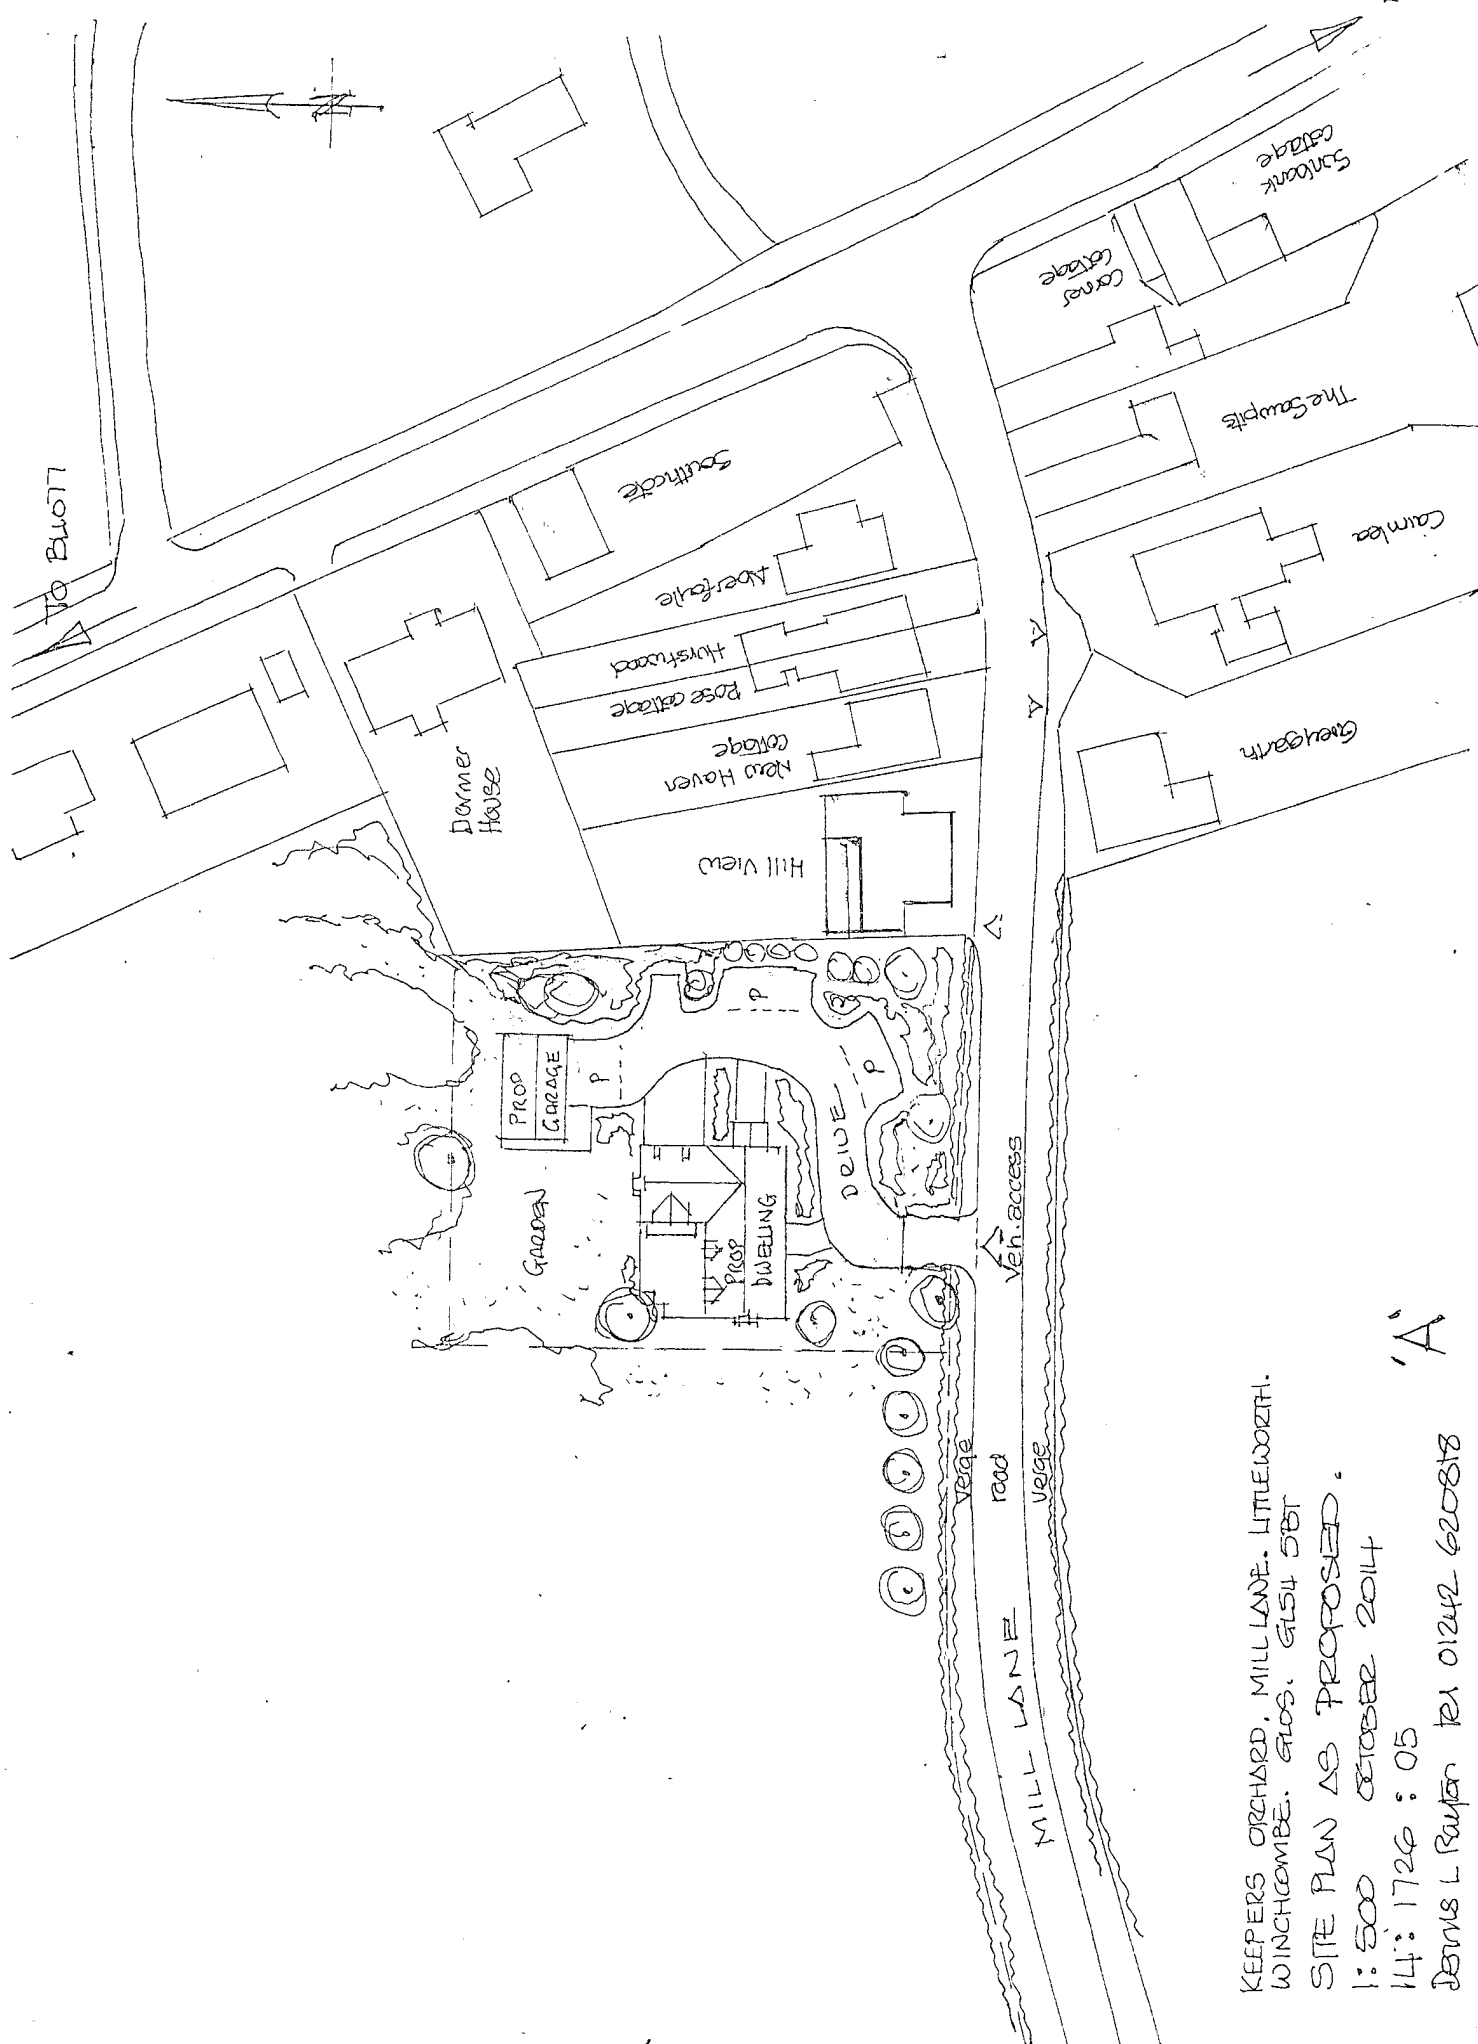 TO
N
Dormer
House
Southcote
Aberfoyle
Hurstwood
Rose cottage
New Haven
cottage
Hill View
Corner
cottage
Sunbank
cottage
The Sawpits
Cairnlea
Greygarth
PROP
GARAGE
P
P
P
GARDEN
PROP
DWELLING
DRIVE
Veh. access
Verge
road
Verge
MILL LANE
KEEPERS ORCHARD, MILL LANE. LITTLEWORTH.
WINCHCOMBE. GLOS. GL54 5BT
SITE PLAN AS PROPOSED.
1:500 OCTOBER 2014
14:1726:05
'A'
Dennis L Rayton tel 01242 620818